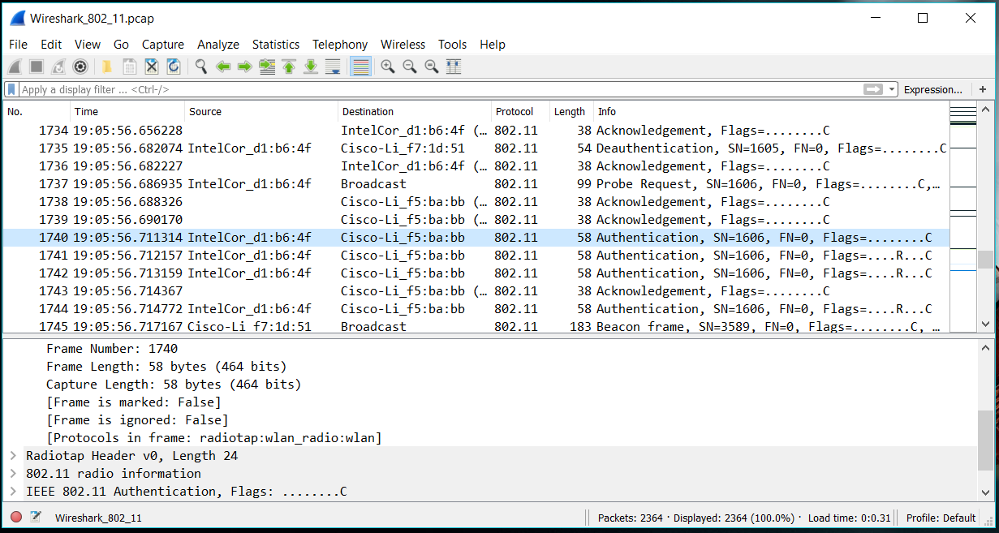 Wireshark_802_11.pcap
File Edit View Go Capture Analyze Statistics Telephony Wireless Tools Help
Apply a display filter ... <Ctrl-/> Expression... +
No. Time Source Destination Protocol Length Info
1734 19:05:56.656228 IntelCor_d1:b6:4f (… 802.11 38 Acknowledgement, Flags=........C
1735 19:05:56.682074 IntelCor_d1:b6:4f Cisco-Li_f7:1d:51 802.11 54 Deauthentication, SN=1605, FN=0, Flags=........C
1736 19:05:56.682227 IntelCor_d1:b6:4f (… 802.11 38 Acknowledgement, Flags=........C
1737 19:05:56.686935 IntelCor_d1:b6:4f Broadcast 802.11 99 Probe Request, SN=1606, FN=0, Flags=........C,…
1738 19:05:56.688326 Cisco-Li_f5:ba:bb (… 802.11 38 Acknowledgement, Flags=........C
1739 19:05:56.690170 Cisco-Li_f5:ba:bb (… 802.11 38 Acknowledgement, Flags=........C
1740 19:05:56.711314 IntelCor_d1:b6:4f Cisco-Li_f5:ba:bb 802.11 58 Authentication, SN=1606, FN=0, Flags=........C
1741 19:05:56.712157 IntelCor_d1:b6:4f Cisco-Li_f5:ba:bb 802.11 58 Authentication, SN=1606, FN=0, Flags=....R...C
1742 19:05:56.713159 IntelCor_d1:b6:4f Cisco-Li_f5:ba:bb 802.11 58 Authentication, SN=1606, FN=0, Flags=....R...C
1743 19:05:56.714367 Cisco-Li_f5:ba:bb (… 802.11 38 Acknowledgement, Flags=........C
1744 19:05:56.714772 IntelCor_d1:b6:4f Cisco-Li_f5:ba:bb 802.11 58 Authentication, SN=1606, FN=0, Flags=....R...C
1745 19:05:56.717167 Cisco-Li_f7:1d:51 Broadcast 802.11 183 Beacon frame, SN=3589, FN=0, Flags=........C, …
Frame Number: 1740
Frame Length: 58 bytes (464 bits)
Capture Length: 58 bytes (464 bits)
[Frame is marked: False]
[Frame is ignored: False]
[Protocols in frame: radiotap:wlan_radio:wlan]
Radiotap Header v0, Length 24
802.11 radio information
IEEE 802.11 Authentication, Flags: ........C
Wireshark_802_11 Packets: 2364 · Displayed: 2364 (100.0%) · Load time: 0:0.31 Profile: Default